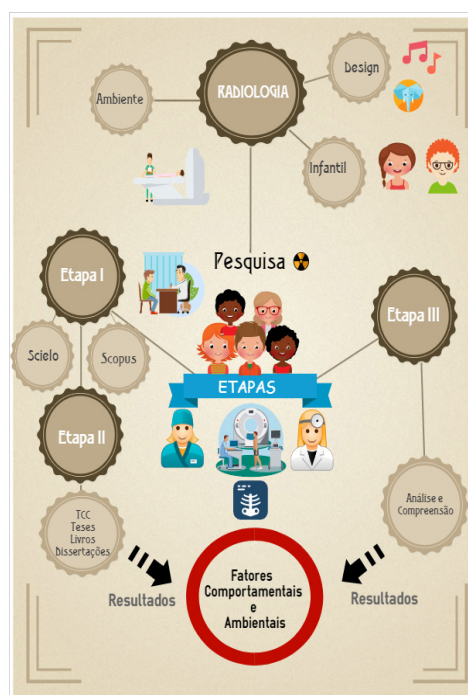 Design
RADIOLOGIA
Ambiente
Infantil
Pesquisa
Etapa I
Etapa III
Scielo
Scopus
ETAPAS
Etapa II
TCC
Teses
Livros
Dissertações
Análise e
Compreensão
Resultados
Fatores
Comportamentais
e
Ambientais
Resultados